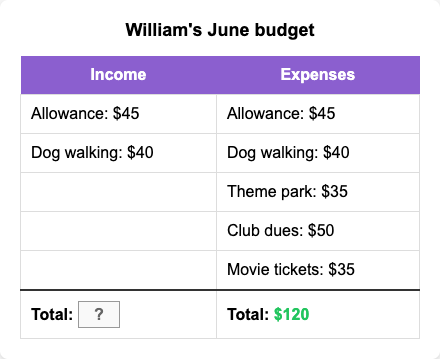 William's June budget
Income Expenses
Allowance: $45 Allowance: $45
Dog walking: $40 Dog walking: $40
Theme park: $35
Club dues: $50
Movie tickets: $35
Total: ? Total: $120